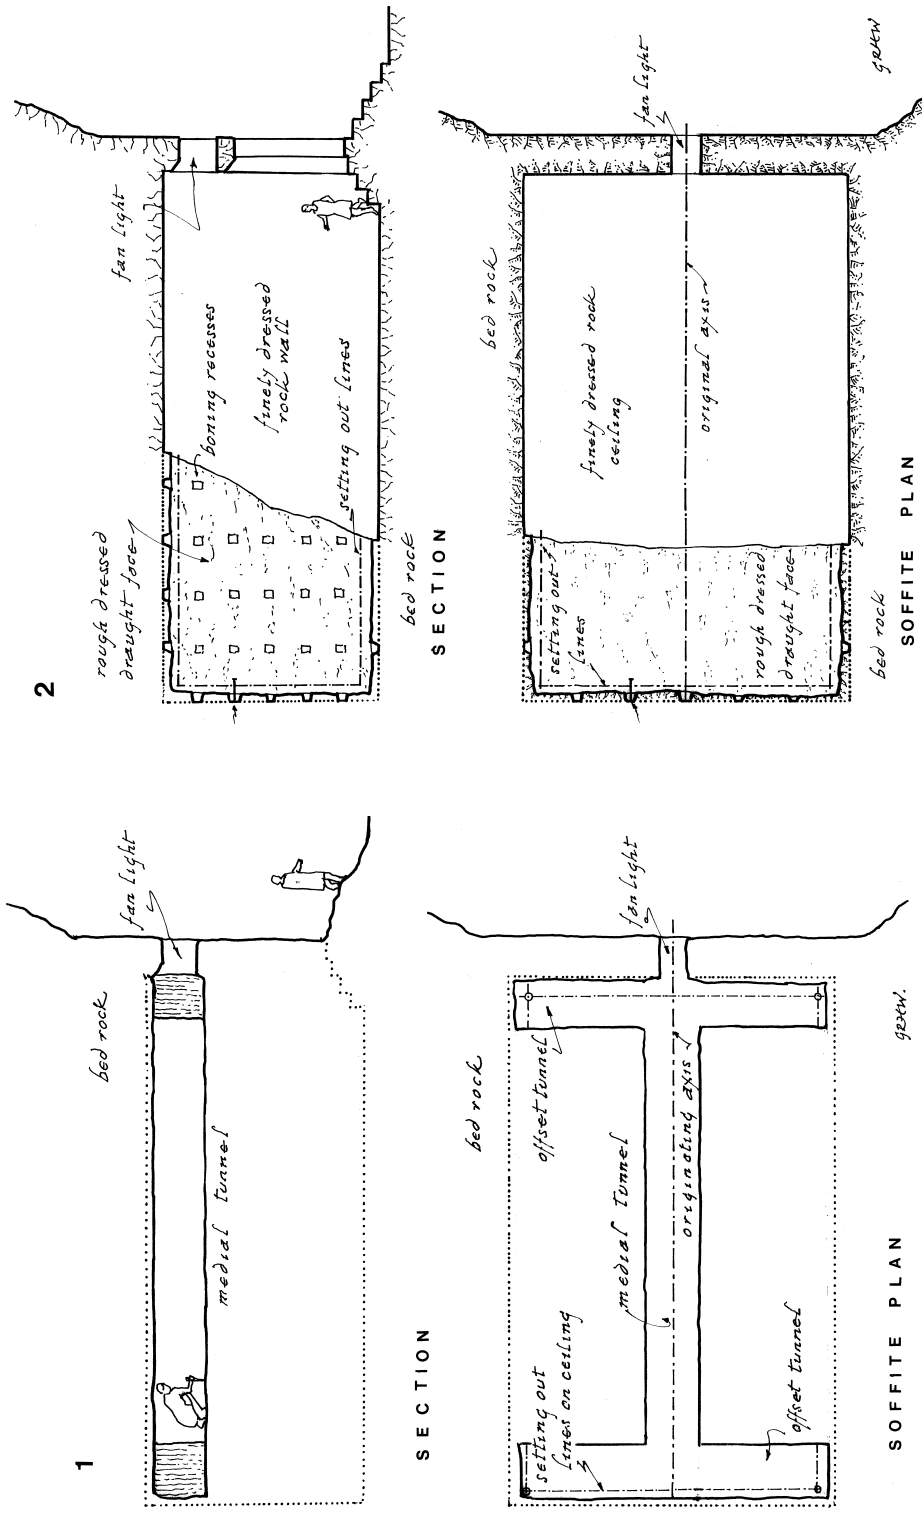 1
bed rock
fan light
medial tunnel
SECTION
bed rock
fan light
offset tunnel
medial tunnel
originating axis
setting out
lines on ceiling
offset tunnel
GRHW.
SOFFITE PLAN
2
rough dressed
draught face
fan light
boning recesses
finely dressed
rock wall
setting out lines
bed rock
SECTION
bed rock
fan light
finely dressed rock
ceiling
original axis
setting out
lines
rough dressed
draught face
bed rock
GRHW
SOFFITE PLAN